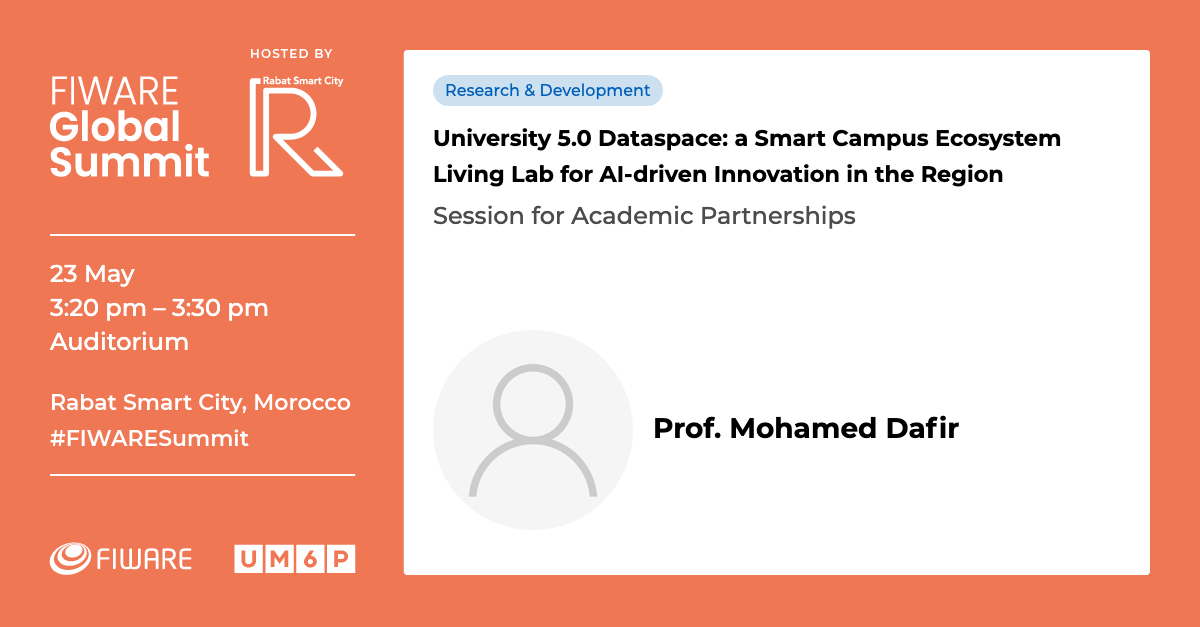 FIWARE
Global
Summit
HOSTED BY
Rabat Smart City
R
23 May
3:20 pm – 3:30 pm
Auditorium
Rabat Smart City, Morocco
#FIWARESummit
FIWARE
UM6P
Research & Development
University 5.0 Dataspace: a Smart Campus Ecosystem
Living Lab for AI-driven Innovation in the Region
Session for Academic Partnerships
Prof. Mohamed Dafir